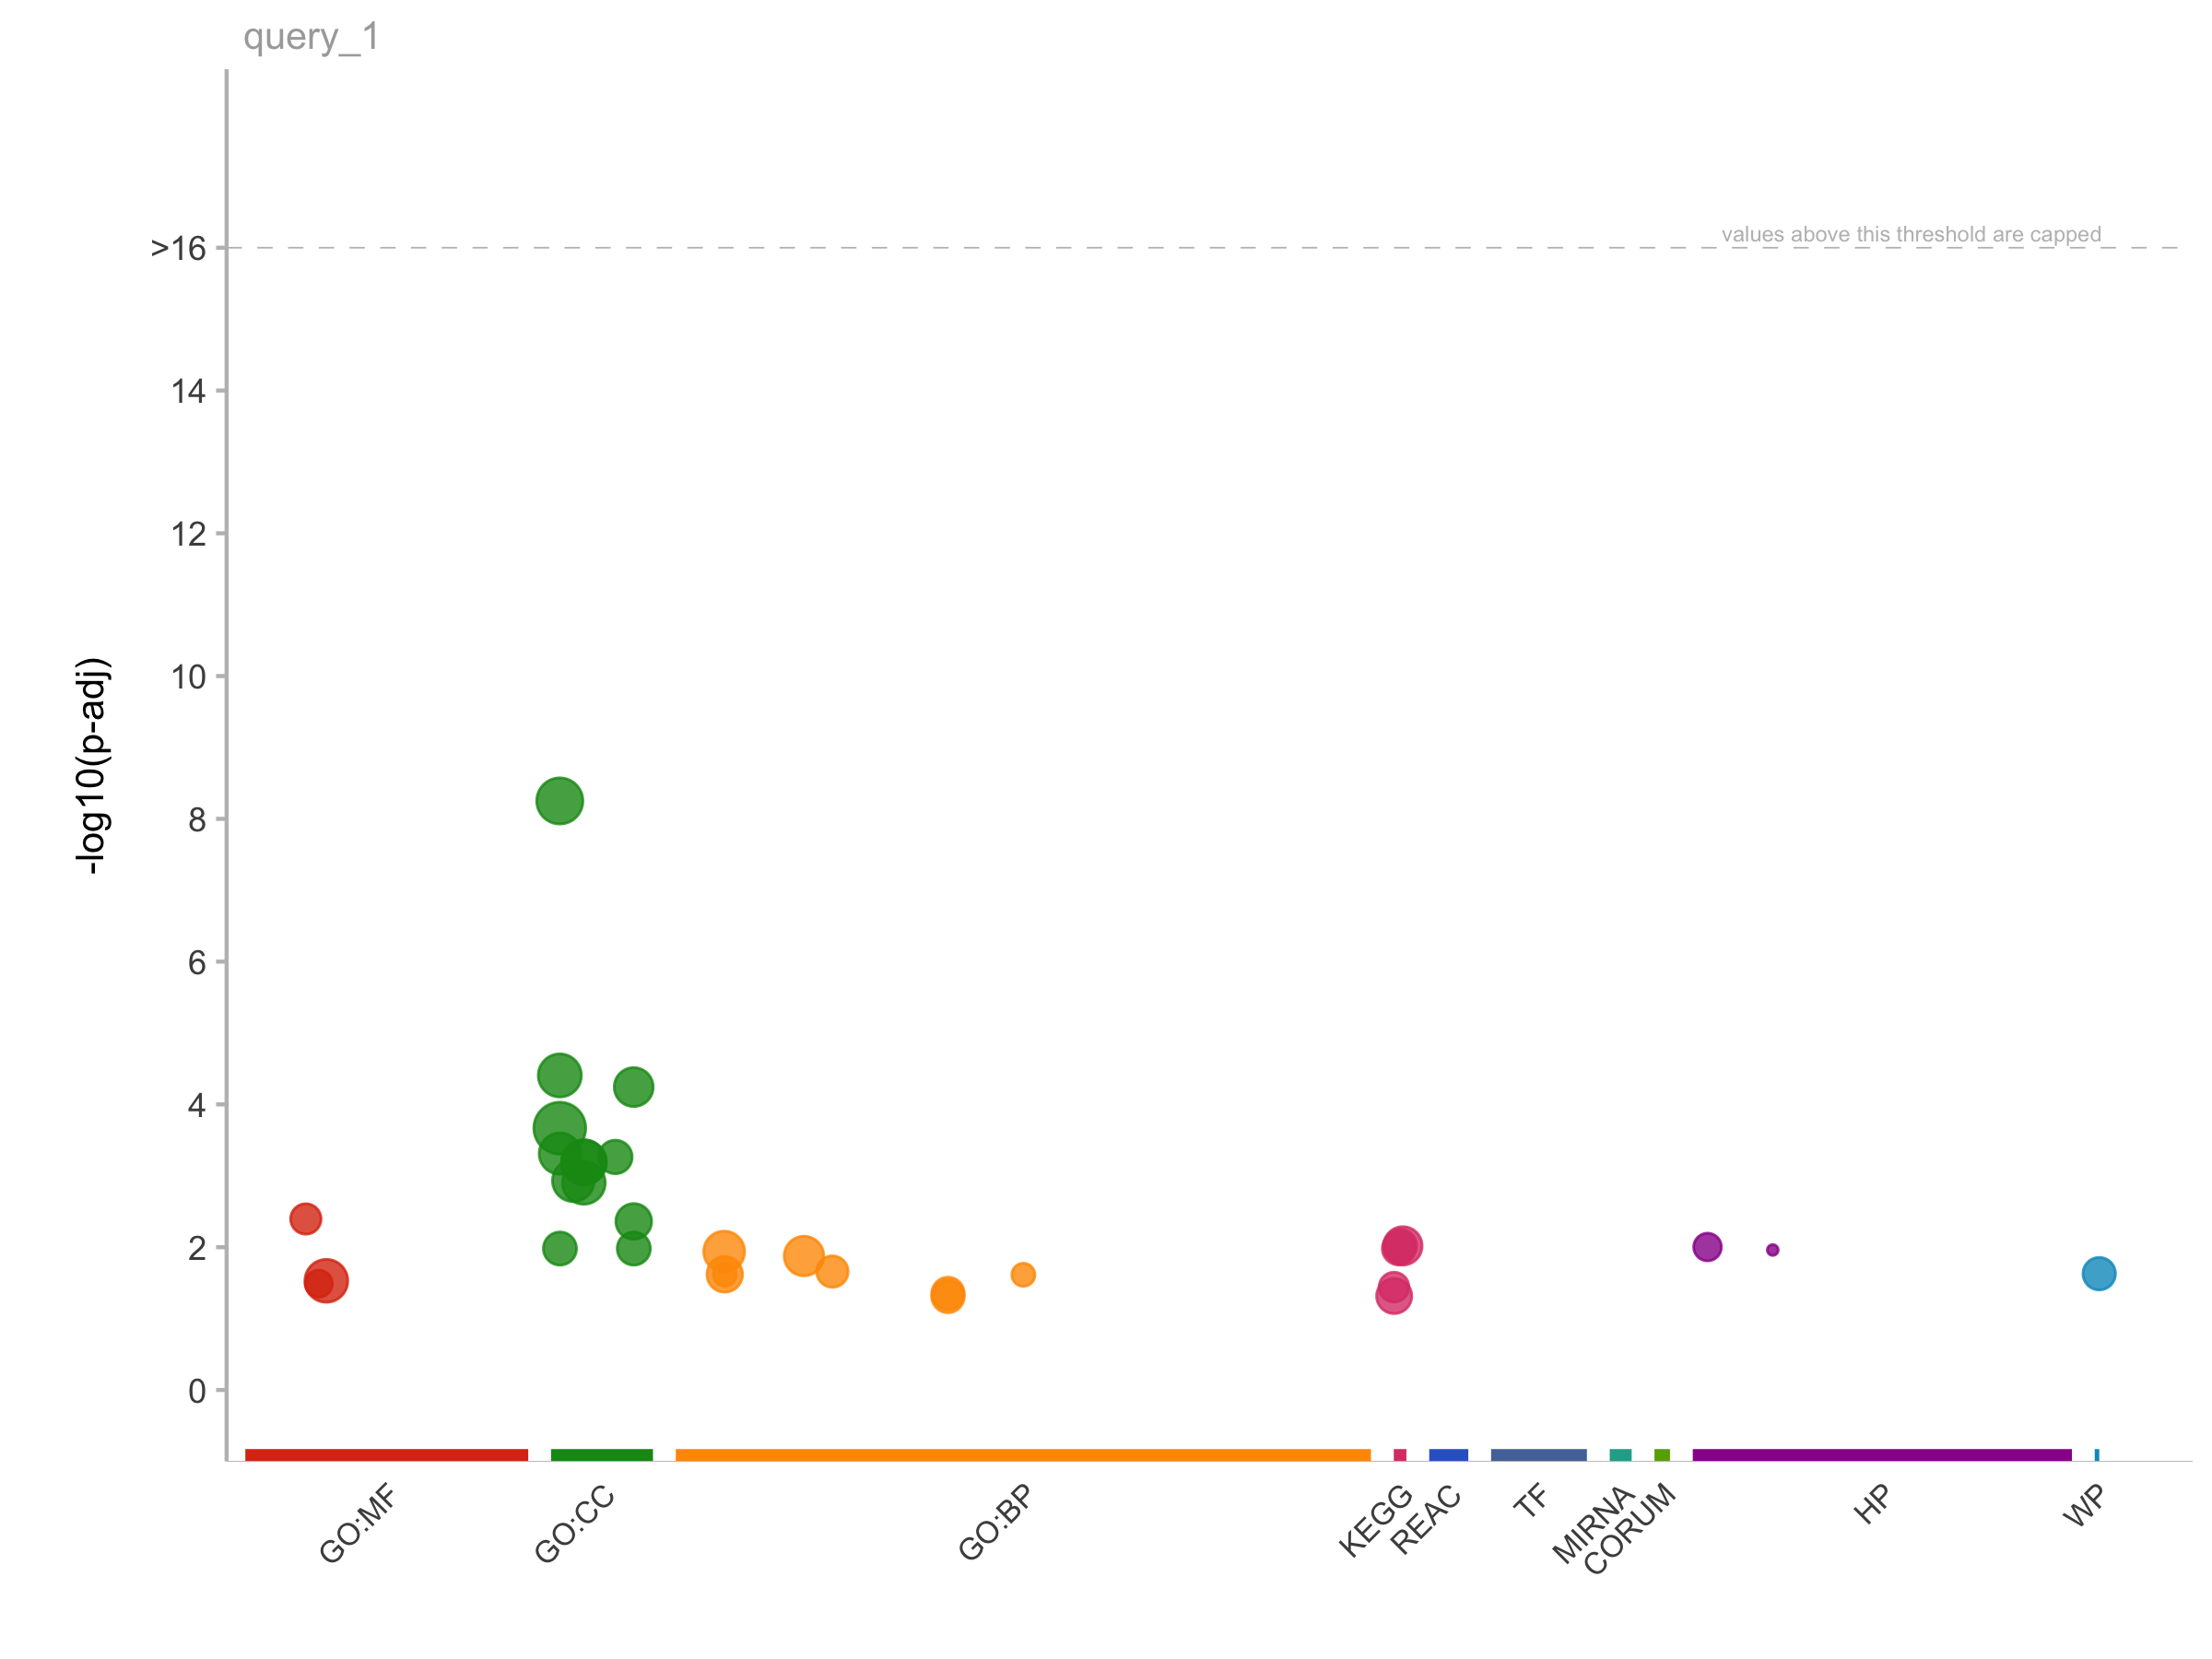 query_1
values above this threshold are capped
>16
14
12
10
8
6
4
2
0
-log10(p-adj)
GO:MF
GO:CC
GO:BP
KEGG
REAC
TF
MIRNA
CORUM
HP
WP